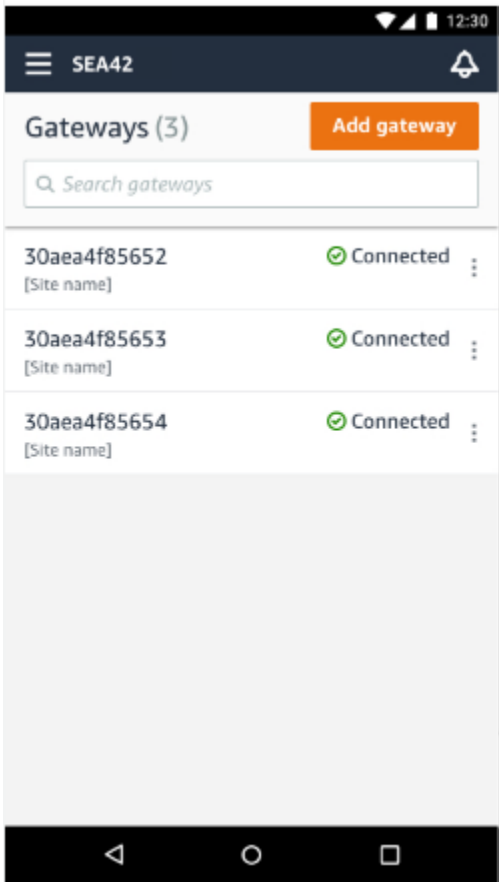 12:30
SEA42
Gateways (3)
Add gateway
Search gateways
30aea4f85652
Connected
[Site name]
30aea4f85653
Connected
[Site name]
30aea4f85654
Connected
[Site name]